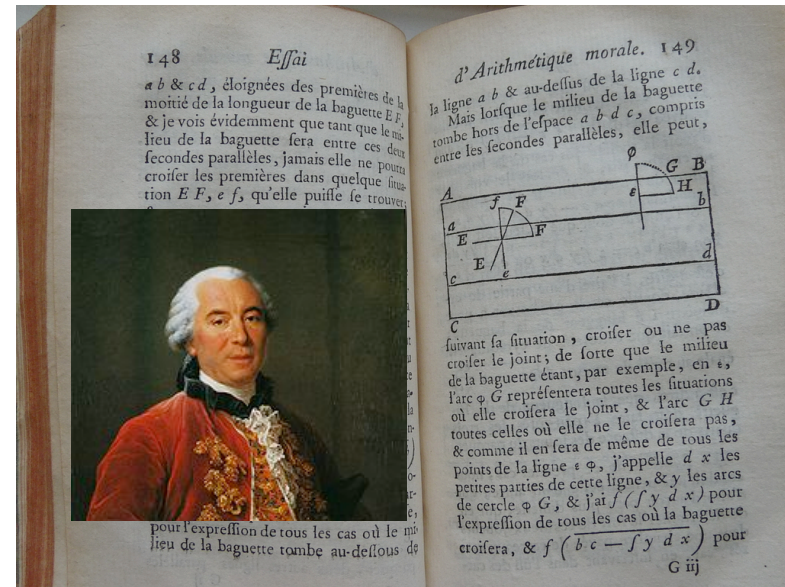 148 Eſſai
a b & c d, éloignées des premières de la
moitié de la longueur de la baguette E F,
& je vois évidemment que tant que le mi-
lieu de la baguette ſera entre ces deux
ſecondes parallèles, jamais elle ne pourra
croiſer les premières dans quelque ſitua-
tion E F, e f, qu'elle puiſſe ſe trouver;
pour l'expreſſion de tous les cas où le mi-
lieu de la baguette tombe au-deſſous de
d'Arithmétique morale. 149
la ligne a b & au-deſſus de la ligne c d.
Mais lorſque le milieu de la baguette
tombe hors de l'eſpace a b d c, compris
entre les ſecondes parallèles, elle peut,
φ
A f F G B
a ε H b
E F
E
c e d
C D
ſuivant ſa ſituation, croiſer ou ne pas
croiſer le joint; de ſorte que le milieu
de la baguette étant, par exemple, en ε,
l'arc φ G repréſentera toutes les ſituations
où elle croiſera le joint, & l'arc G H
toutes celles où elle ne le croiſera pas,
& comme il en ſera de même de tous les
points de la ligne ε φ, j'appelle d x les
petites parties de cette ligne, & y les arcs
de cercle φ G, & j'ai f (∫ y d x) pour
l'expreſſion de tous les cas où la baguette
croiſera, & f (b c — ∫ y d x) pour
G iij